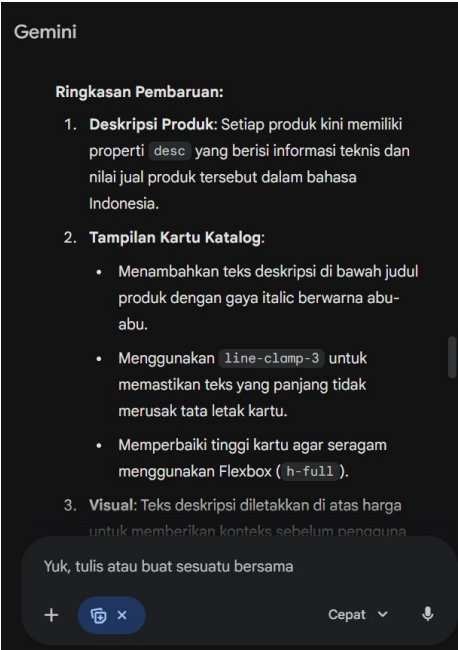 Gemini
Ringkasan Pembaruan:
1. Deskripsi Produk: Setiap produk kini memiliki
properti desc yang berisi informasi teknis dan
nilai jual produk tersebut dalam bahasa
Indonesia.
2. Tampilan Kartu Katalog:
• Menambahkan teks deskripsi di bawah judul
produk dengan gaya italic berwarna abu-
abu.
• Menggunakan line-clamp-3 untuk
memastikan teks yang panjang tidak
merusak tata letak kartu.
• Memperbaiki tinggi kartu agar seragam
menggunakan Flexbox ( h-full ).
3. Visual: Teks deskripsi diletakkan di atas harga
untuk memberikan konteks sebelum pengguna
Yuk, tulis atau buat sesuatu bersama
Cepat